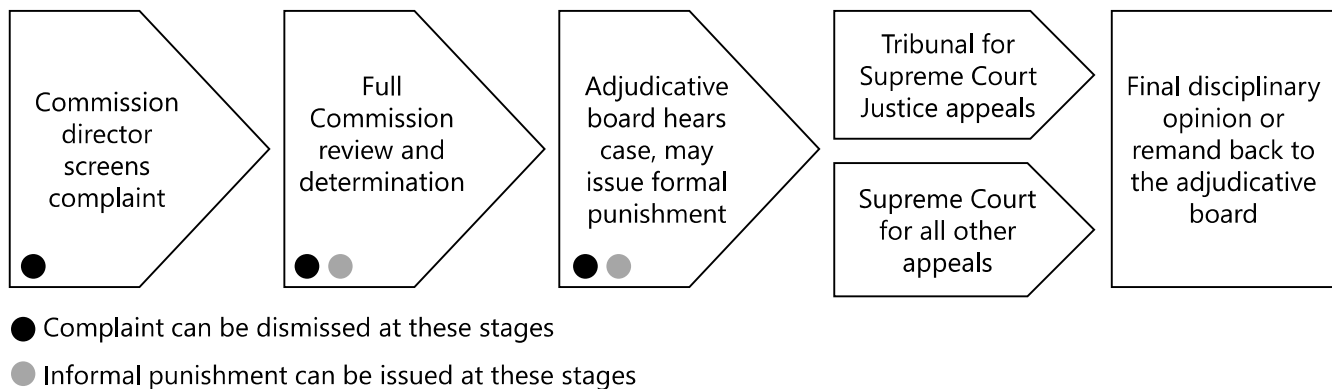 Commission
director
screens
complaint
Full
Commission
review and
determination
Adjudicative
board hears
case, may
issue formal
punishment
Tribunal for
Supreme Court
Justice appeals
Supreme Court
for all other
appeals
Final disciplinary
opinion or
remand back to
the adjudicative
board
Complaint can be dismissed at these stages
Informal punishment can be issued at these stages